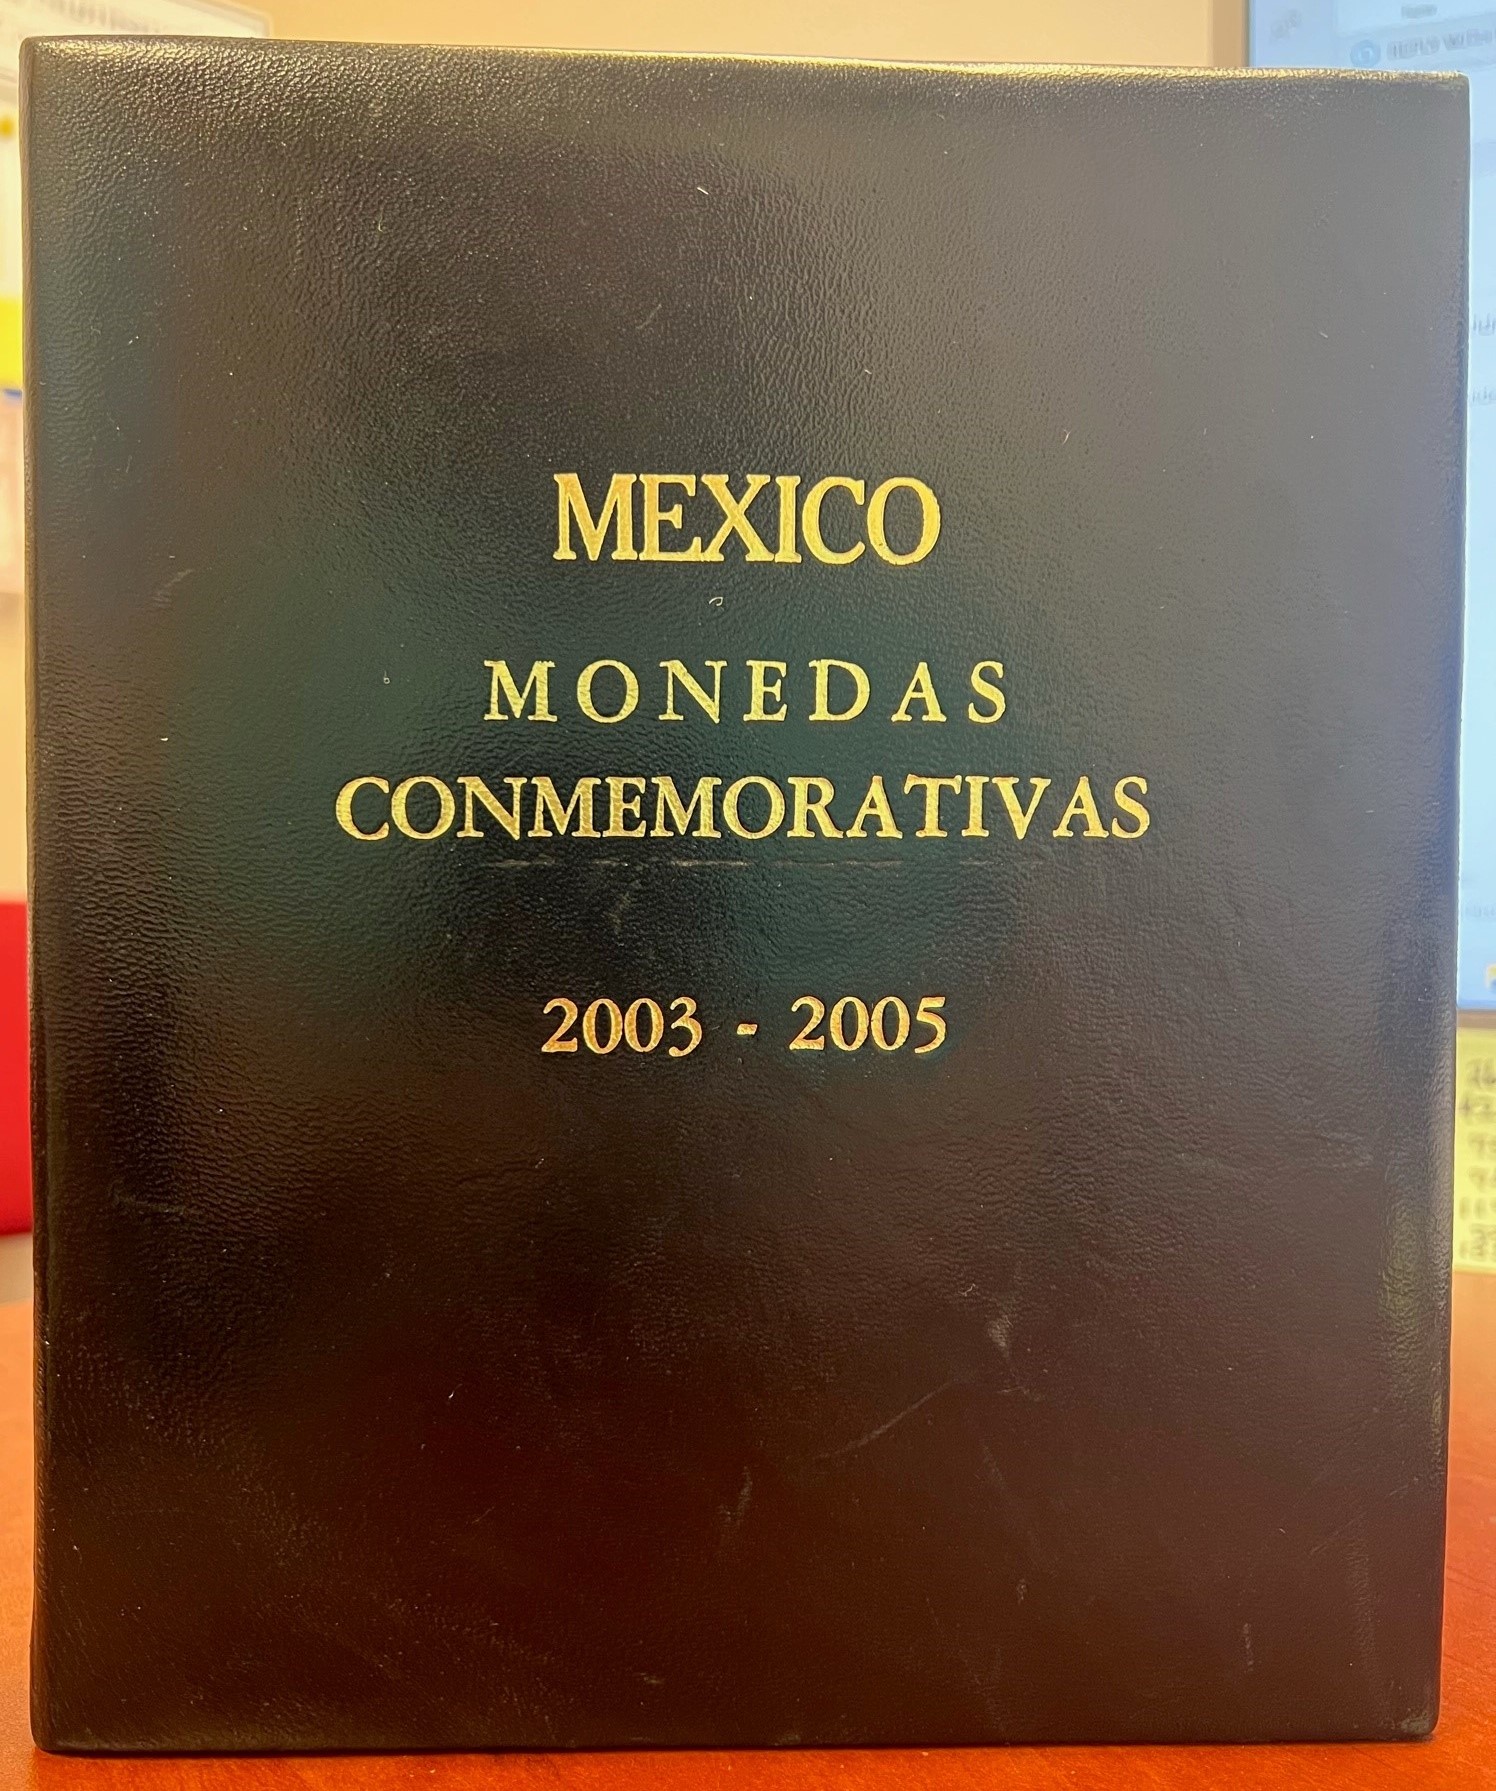 MEXICO
MONEDAS
CONMEMORATIVAS
2003 - 2005